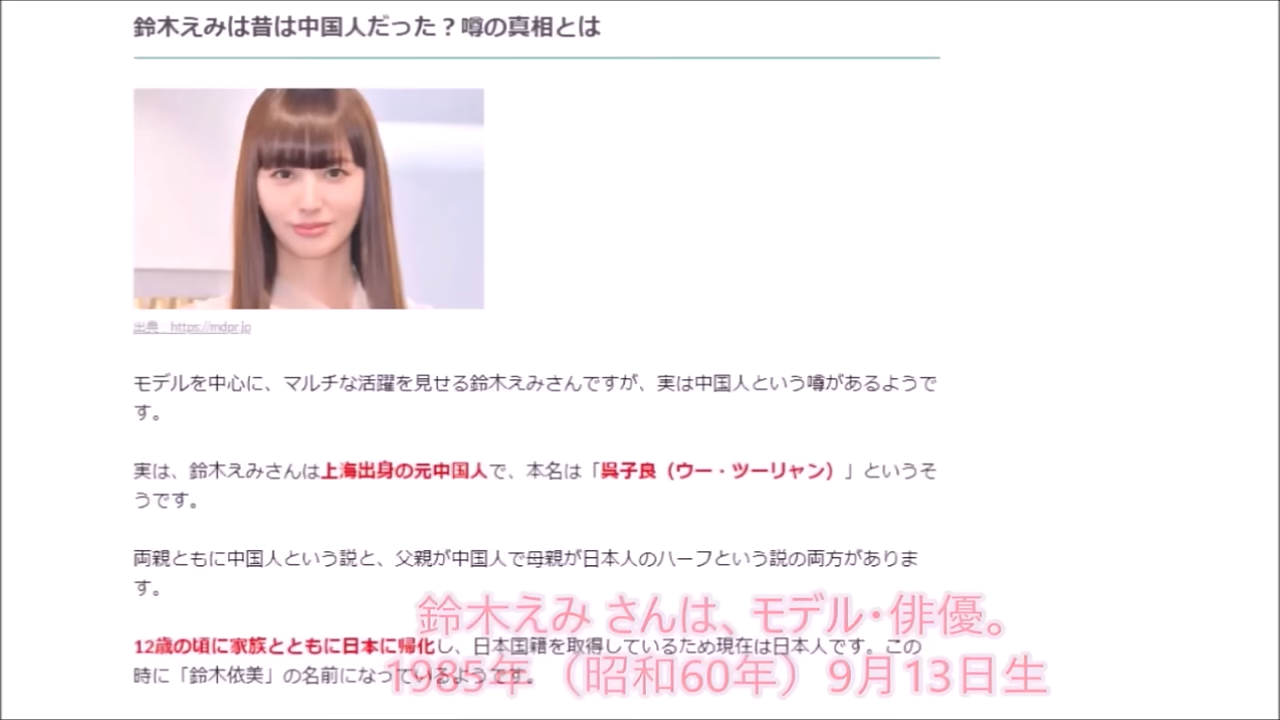 鈴木えみは昔は中国人だった？噂の真相とは
出典　https://mdpr.jp
モデルを中心に、マルチな活躍を見せる鈴木えみさんですが、実は中国人という噂があるようで
す。
実は、鈴木えみさんは上海出身の元中国人で、本名は「呉子良（ウー・ツーリャン）」というそ
うです。
両親ともに中国人という説と、父親が中国人で母親が日本人のハーフという説の両方がありま
す。
鈴木えみ さんは、モデル・俳優。
12歳の頃に家族とともに日本に帰化し、日本国籍を取得しているため現在は日本人です。この
時に「鈴木依美」の名前になっているようです。
1985年（昭和60年）9月13日生